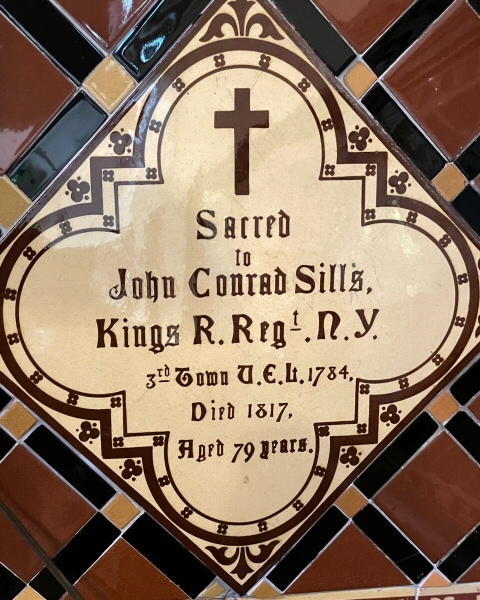 Sacred
to
John Conrad Sills,
Kings R. Regt. N. Y.
3rd Town U. E. L. 1784,
Died 1817,
Aged 79 years.